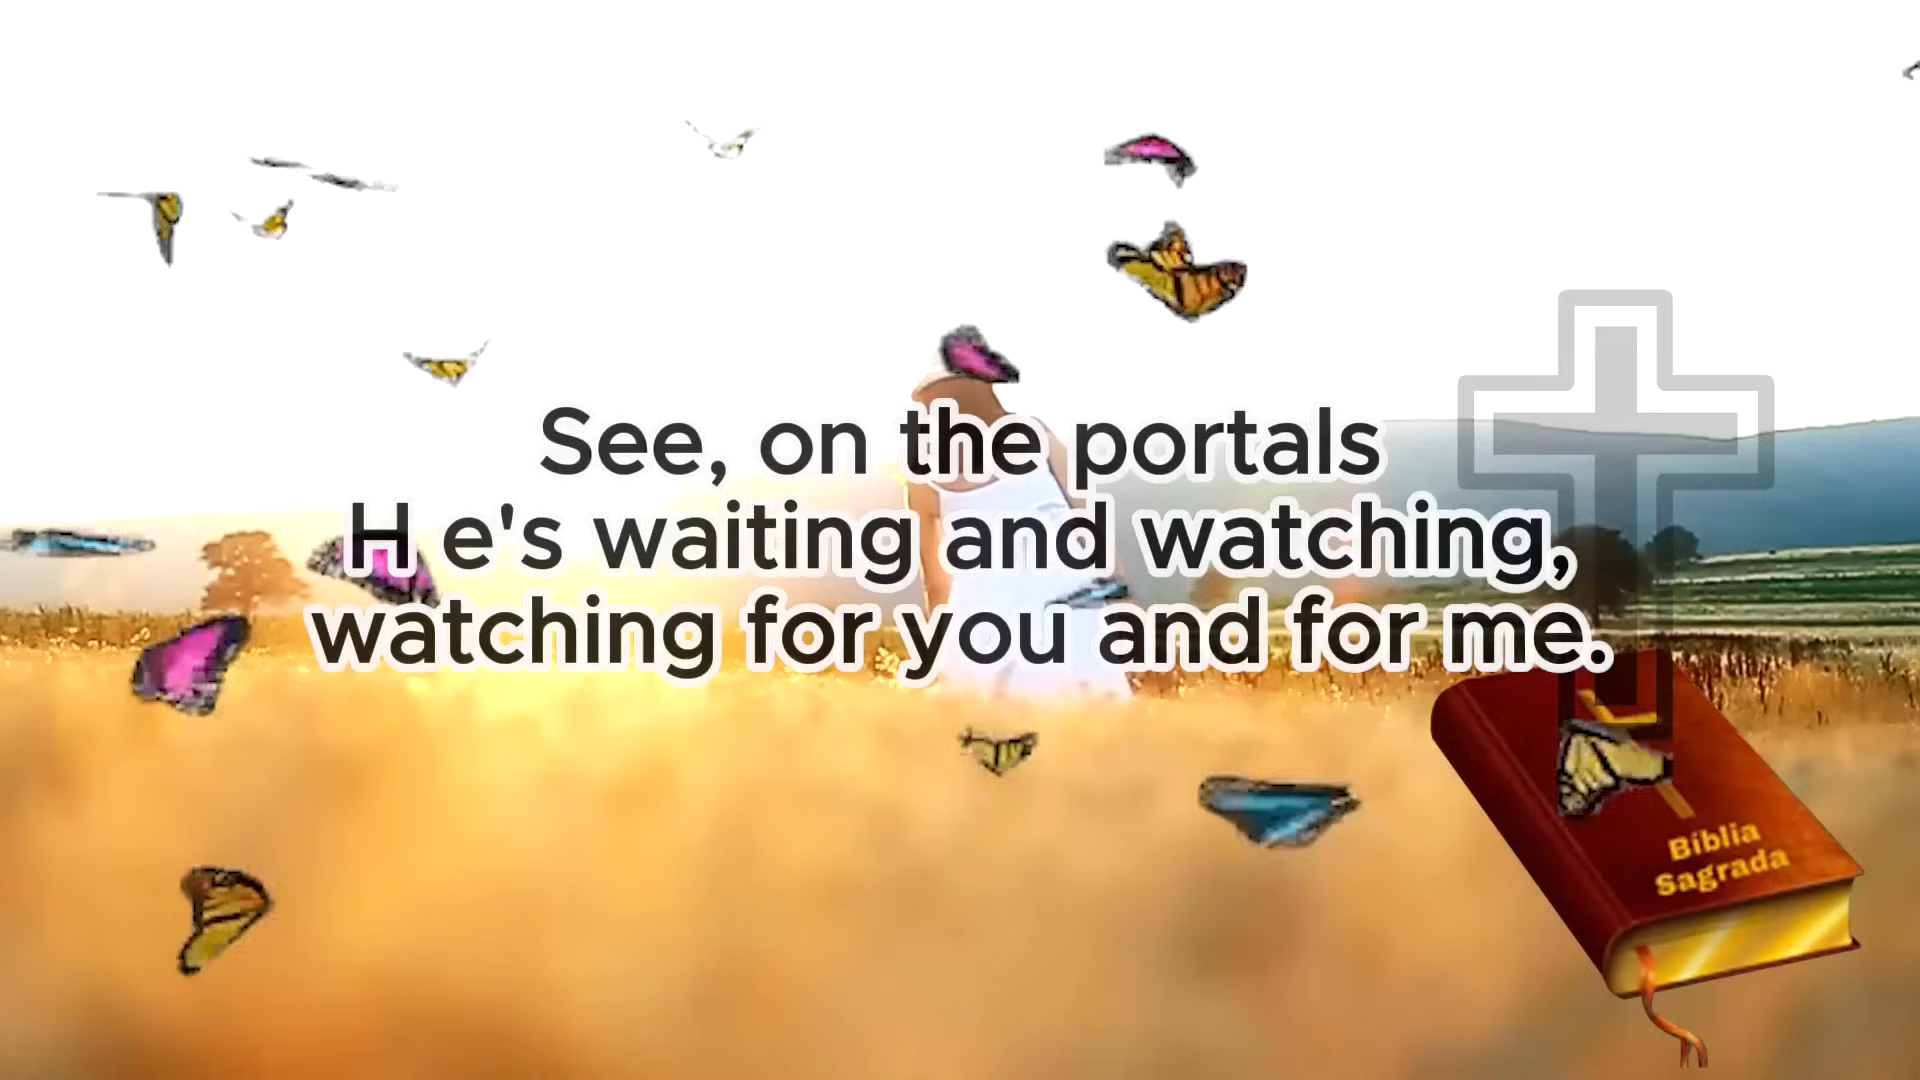 See, on the portals
H e's waiting and watching,
watching for you and for me.
Bíblia
Sagrada